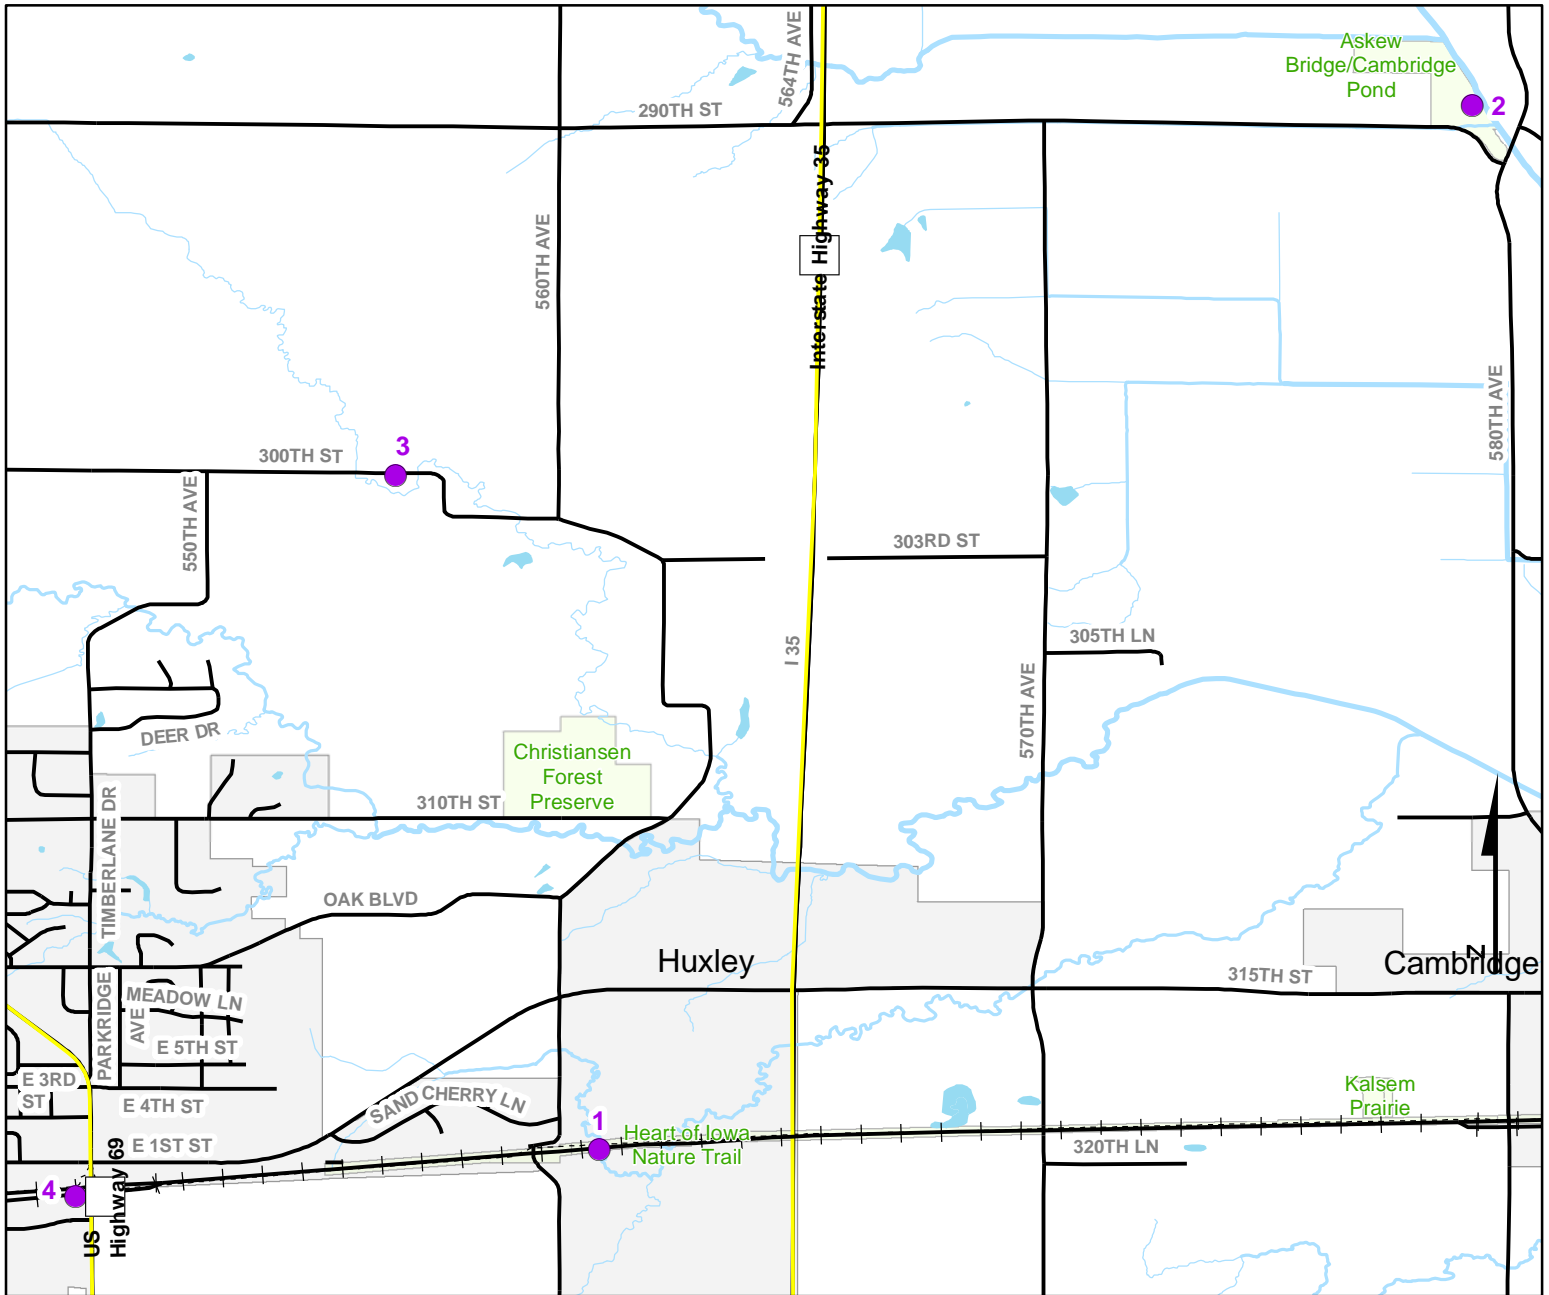 564TH AVE
Askew
Bridge/Cambridge
Pond
2
290TH ST
Interstate Highway 35
560TH AVE
580TH AVE
3
300TH ST
550TH AVE
303RD ST
305TH LN
I 35
570TH AVE
DEER DR
Christiansen
Forest
Preserve
310TH ST
TIMBERLANE DR
OAK BLVD
Huxley
N
Cambridge
315TH ST
PARKRIDGE
AVE
MEADOW LN
E 5TH ST
E 3RD
ST
E 4TH ST
SAND CHERRY LN
Kalsem
Prairie
1
Heart of Iowa
Nature Trail
E 1ST ST
320TH LN
4
US
Highway 69